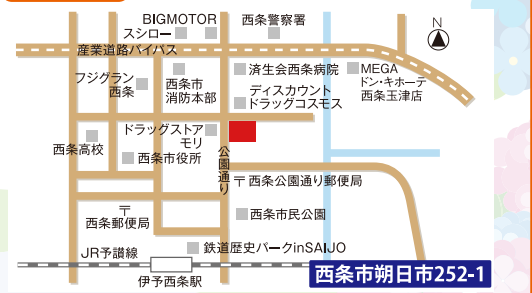 BIGMOTOR
スシロー
西条警察署
N
産業道路バイパス
フジグラン
西条
西条市
消防本部
済生会西条病院
MEGA
ドン・キホーテ
西条玉津店
ディスカウント
ドラッグコスモス
ドラッグストア
モリ
西条高校
西条市役所
公園通り
〒西条公園通り郵便局
〒
西条郵便局
西条市民公園
鉄道歴史パークinSAIJO
JR予讃線
伊予西条駅
西条市朔日市252-1